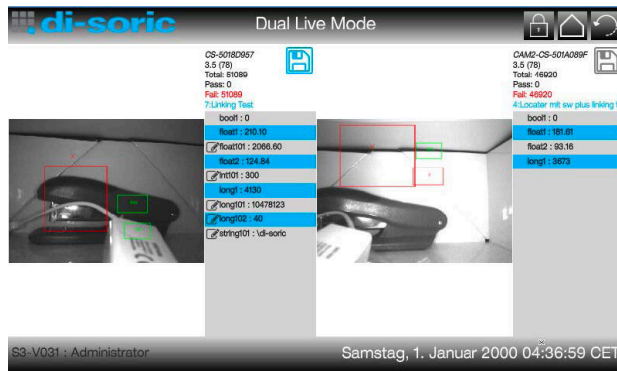 di-soric
Dual Live Mode
CS-5018D957
3.5 (78)
Total: 51089
Pass: 0
Fail: 51089
7:Linking Test
bool1 : 0
float1 : 210.10
float101 : 2066.60
float2 : 124.84
int101 : 300
long1 : 4130
long101 : 10478123
long102 : 40
string101 : \di-soric
CAM2-CS-501A089F
3.5 (78)
Total: 46920
Pass: 0
Fail: 46920
4:Locater mit sw plus linking
bool1 : 0
float1 : 181.61
float2 : 93.16
long1 : 3673
S3-V031 : Administrator
Samstag, 1. Januar 2000 04:36:59 CET